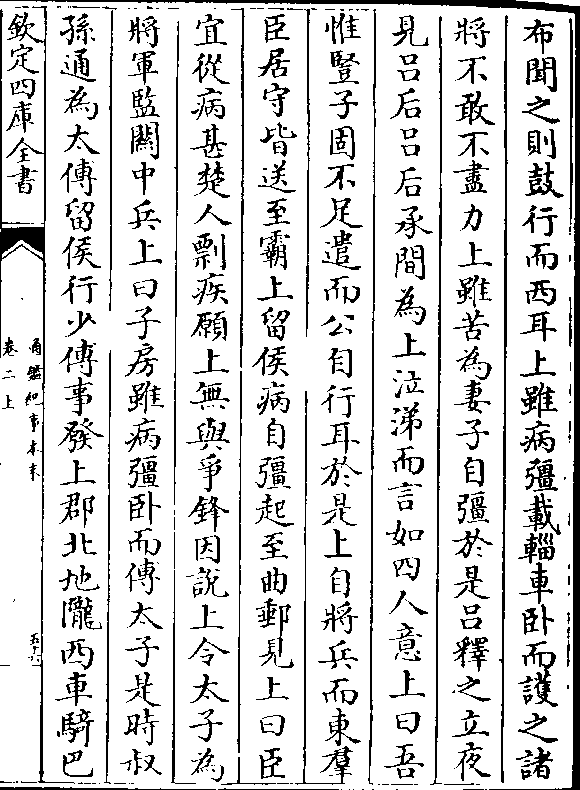 布聞之則鼓行而西耳上雖病彊載輜車卧而護之諸
將不敢不盡力上雖苦為妻子自彊於是呂釋之立夜
見呂后呂后承間為上泣涕而言如四人意上曰吾
惟豎子固不足遣而公自行耳於是上自將兵而東羣
臣居守皆送至霸上留侯病自彊起至曲郵見上曰臣
宜從病甚楚人剽疾願上無與爭鋒因說上令太子為
將軍監關中兵上曰子房雖病彊卧而傅太子是時叔
孫通為太傅留侯行少傅事發上郡北地隴西車騎巴
欽定四庫全書
通鑑紀事本末
卷二上
五十六